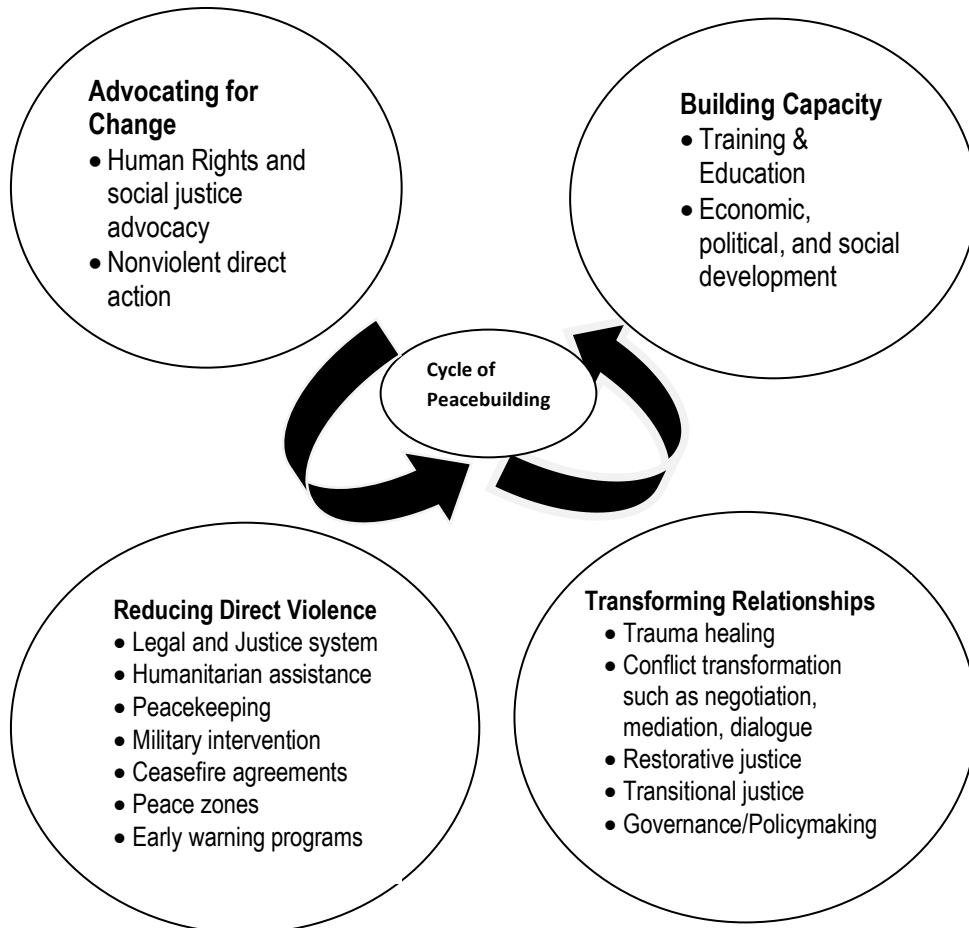 Advocating for
Change
• Human Rights and
social justice
advocacy
• Nonviolent direct
action
Building Capacity
• Training &
Education
• Economic,
political, and social
development
Cycle of
Peacebuilding
Reducing Direct Violence
• Legal and Justice system
• Humanitarian assistance
• Peacekeeping
• Military intervention
• Ceasefire agreements
• Peace zones
• Early warning programs
Transforming Relationships
• Trauma healing
• Conflict transformation
such as negotiation,
mediation, dialogue
• Restorative justice
• Transitional justice
• Governance/Policymaking